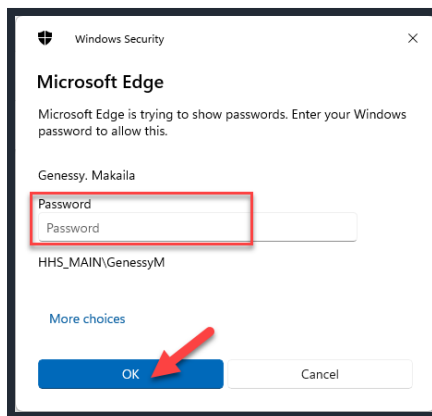 Windows Security
Microsoft Edge
Microsoft Edge is trying to show passwords. Enter your Windows
password to allow this.
Genessy. Makaila
Password
Password
HHS_MAIN\GenessyM
More choices
OK
Cancel